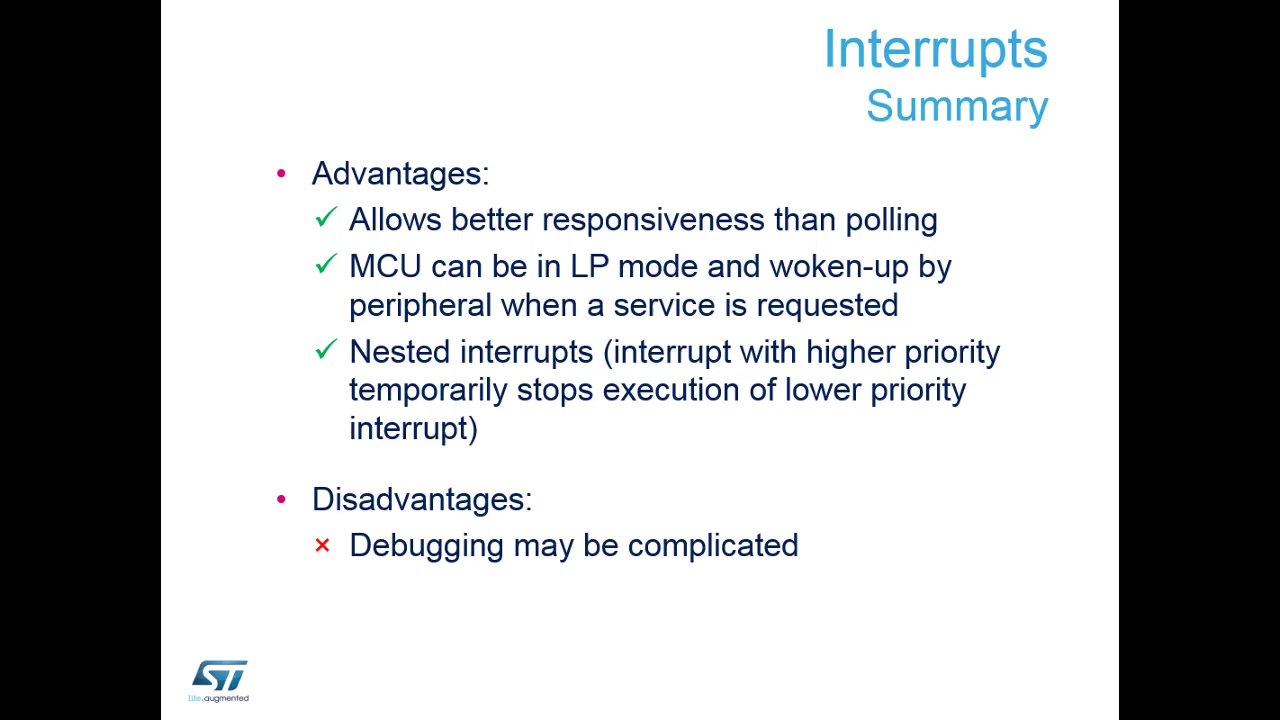 Interrupts
Summary
• Advantages:
✓ Allows better responsiveness than polling
✓ MCU can be in LP mode and woken-up by
peripheral when a service is requested
✓ Nested interrupts (interrupt with higher priority
temporarily stops execution of lower priority
interrupt)
• Disadvantages:
× Debugging may be complicated
ST
life.augmented